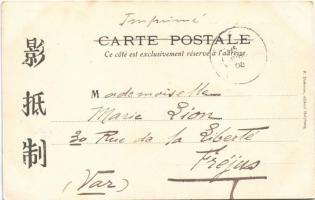 Imprimé
CARTE POSTALE
Ce côté est exclusivement réservé à l'adresse.
影
抵
制
Mademoiselle
Marie Lion
30 Rue de la Liberté
Fréjus
(Var)